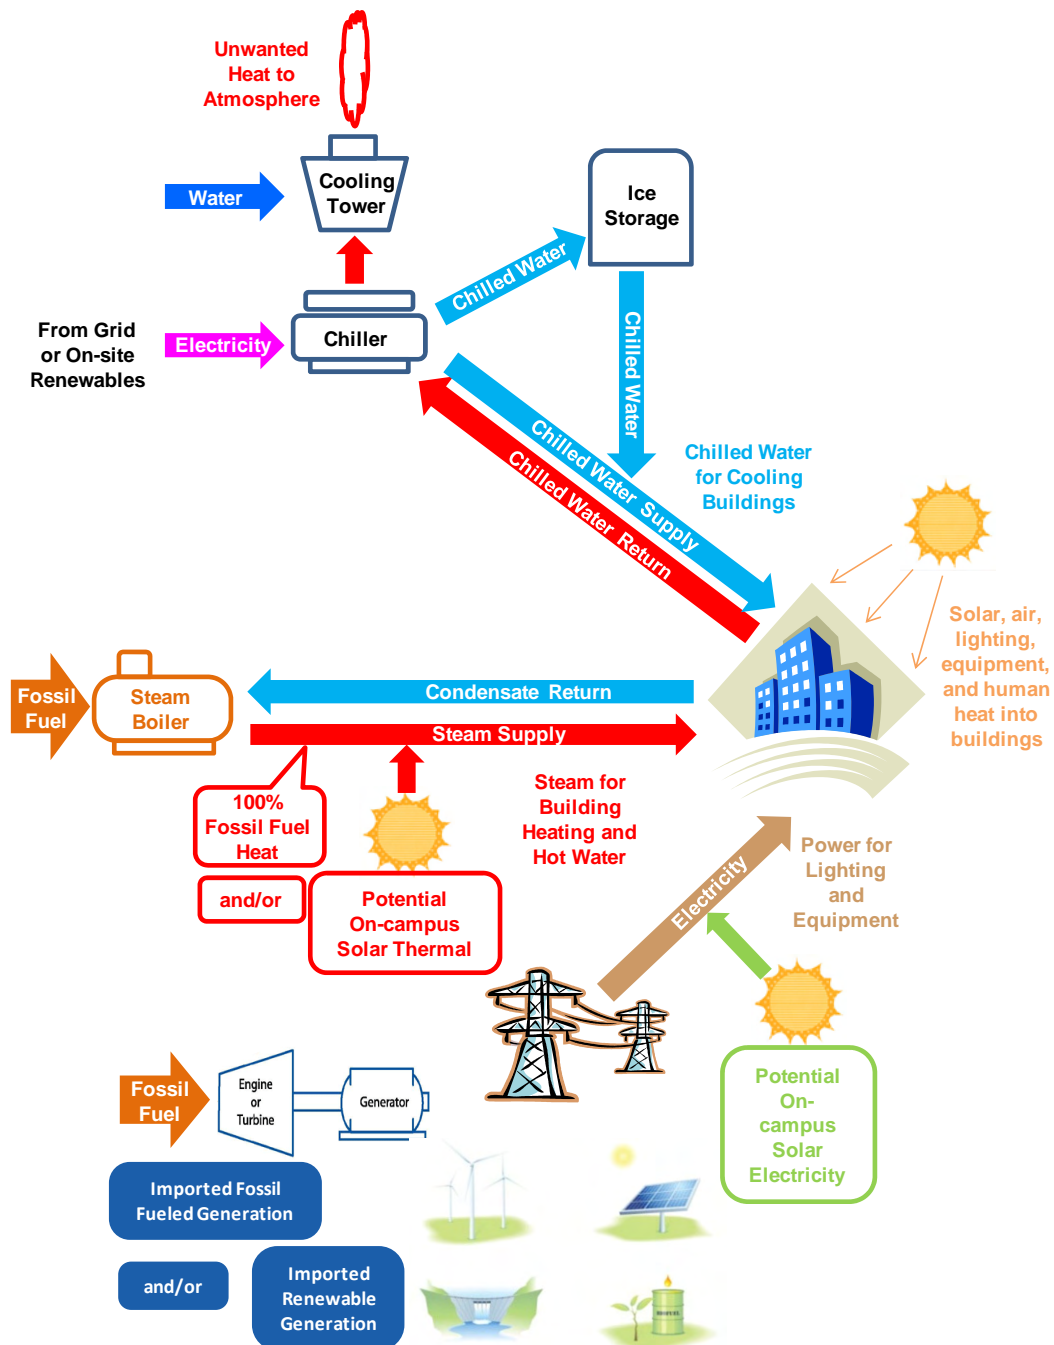 Unwanted
Heat to
Atmosphere
Cooling
Tower
Water
Ice
Storage
Chilled Water
From Grid
or On-site
Renewables
Electricity
Chiller
Chilled Water
Chilled Water Supply
Chilled Water Return
Chilled Water
for Cooling
Buildings
Solar, air,
lighting,
equipment,
and human
heat into
buildings
Fossil
Fuel
Steam
Boiler
Condensate Return
Steam Supply
100%
Fossil Fuel
Heat
and/or
Potential
On-campus
Solar Thermal
Steam for
Building
Heating and
Hot Water
Electricity
Power for
Lighting
and
Equipment
Potential
On-
campus
Solar
Electricity
Fossil
Fuel
Engine
or
Turbine
Generator
Imported Fossil
Fueled Generation
and/or
Imported
Renewable
Generation
BIOFUEL